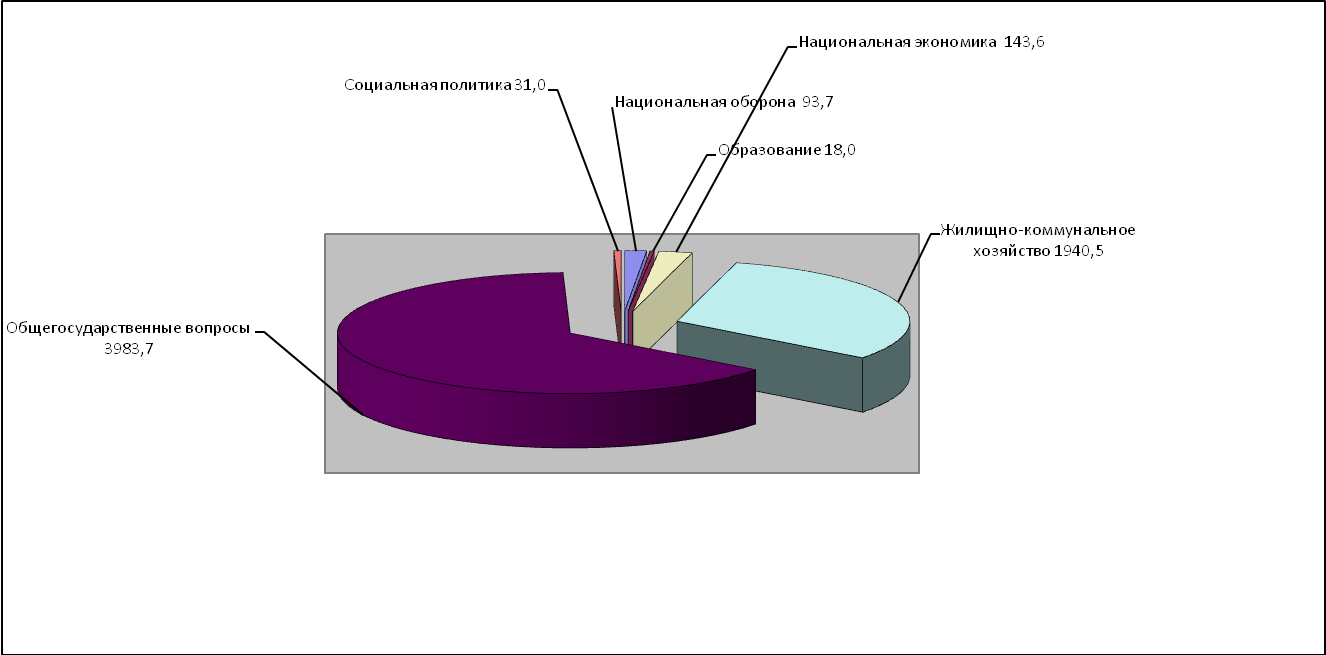 Национальная экономика 143,6
Социальная политика 31,0
Национальная оборона 93,7
Образование 18,0
Жилищно-коммунальное
хозяйство 1940,5
Общегосударственные вопросы
3983,7